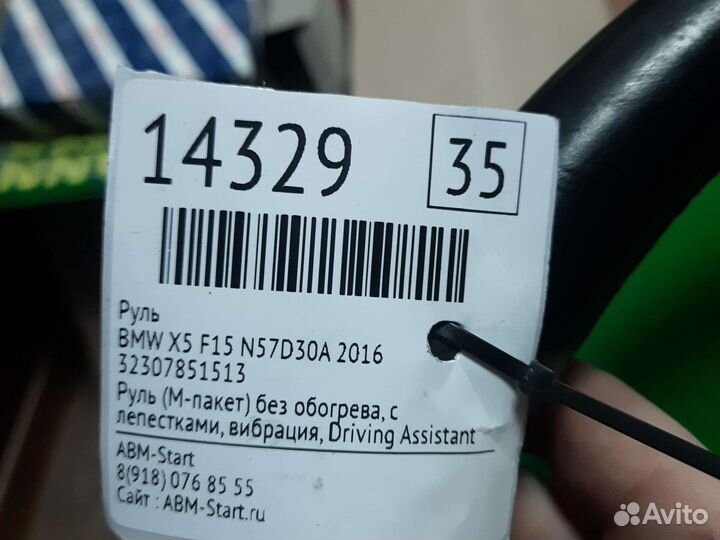 14329
35
Руль
BMW X5 F15 N57D30A 2016
32307851513
Руль (М-пакет) без обогрева, с
лепестками, вибрация, Driving Assistant
ABM-Start
8(918) 076 85 55
Сайт : ABM-Start.ru
Avito